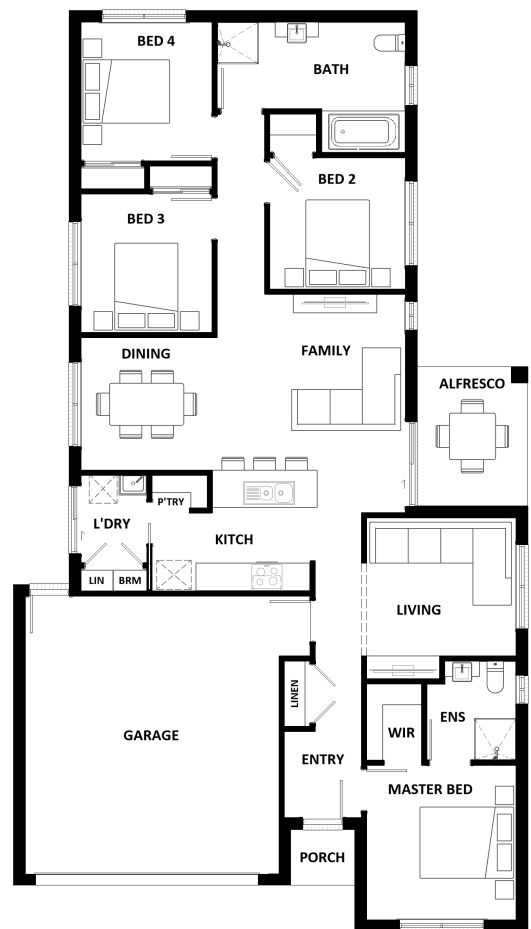 BED 4
BATH
BED 2
BED 3
DINING
FAMILY
ALFRESCO
P'TRY
L'DRY
KITCH
LIN
BRM
LIVING
LINEN
ENS
WIR
GARAGE
ENTRY
MASTER BED
PORCH